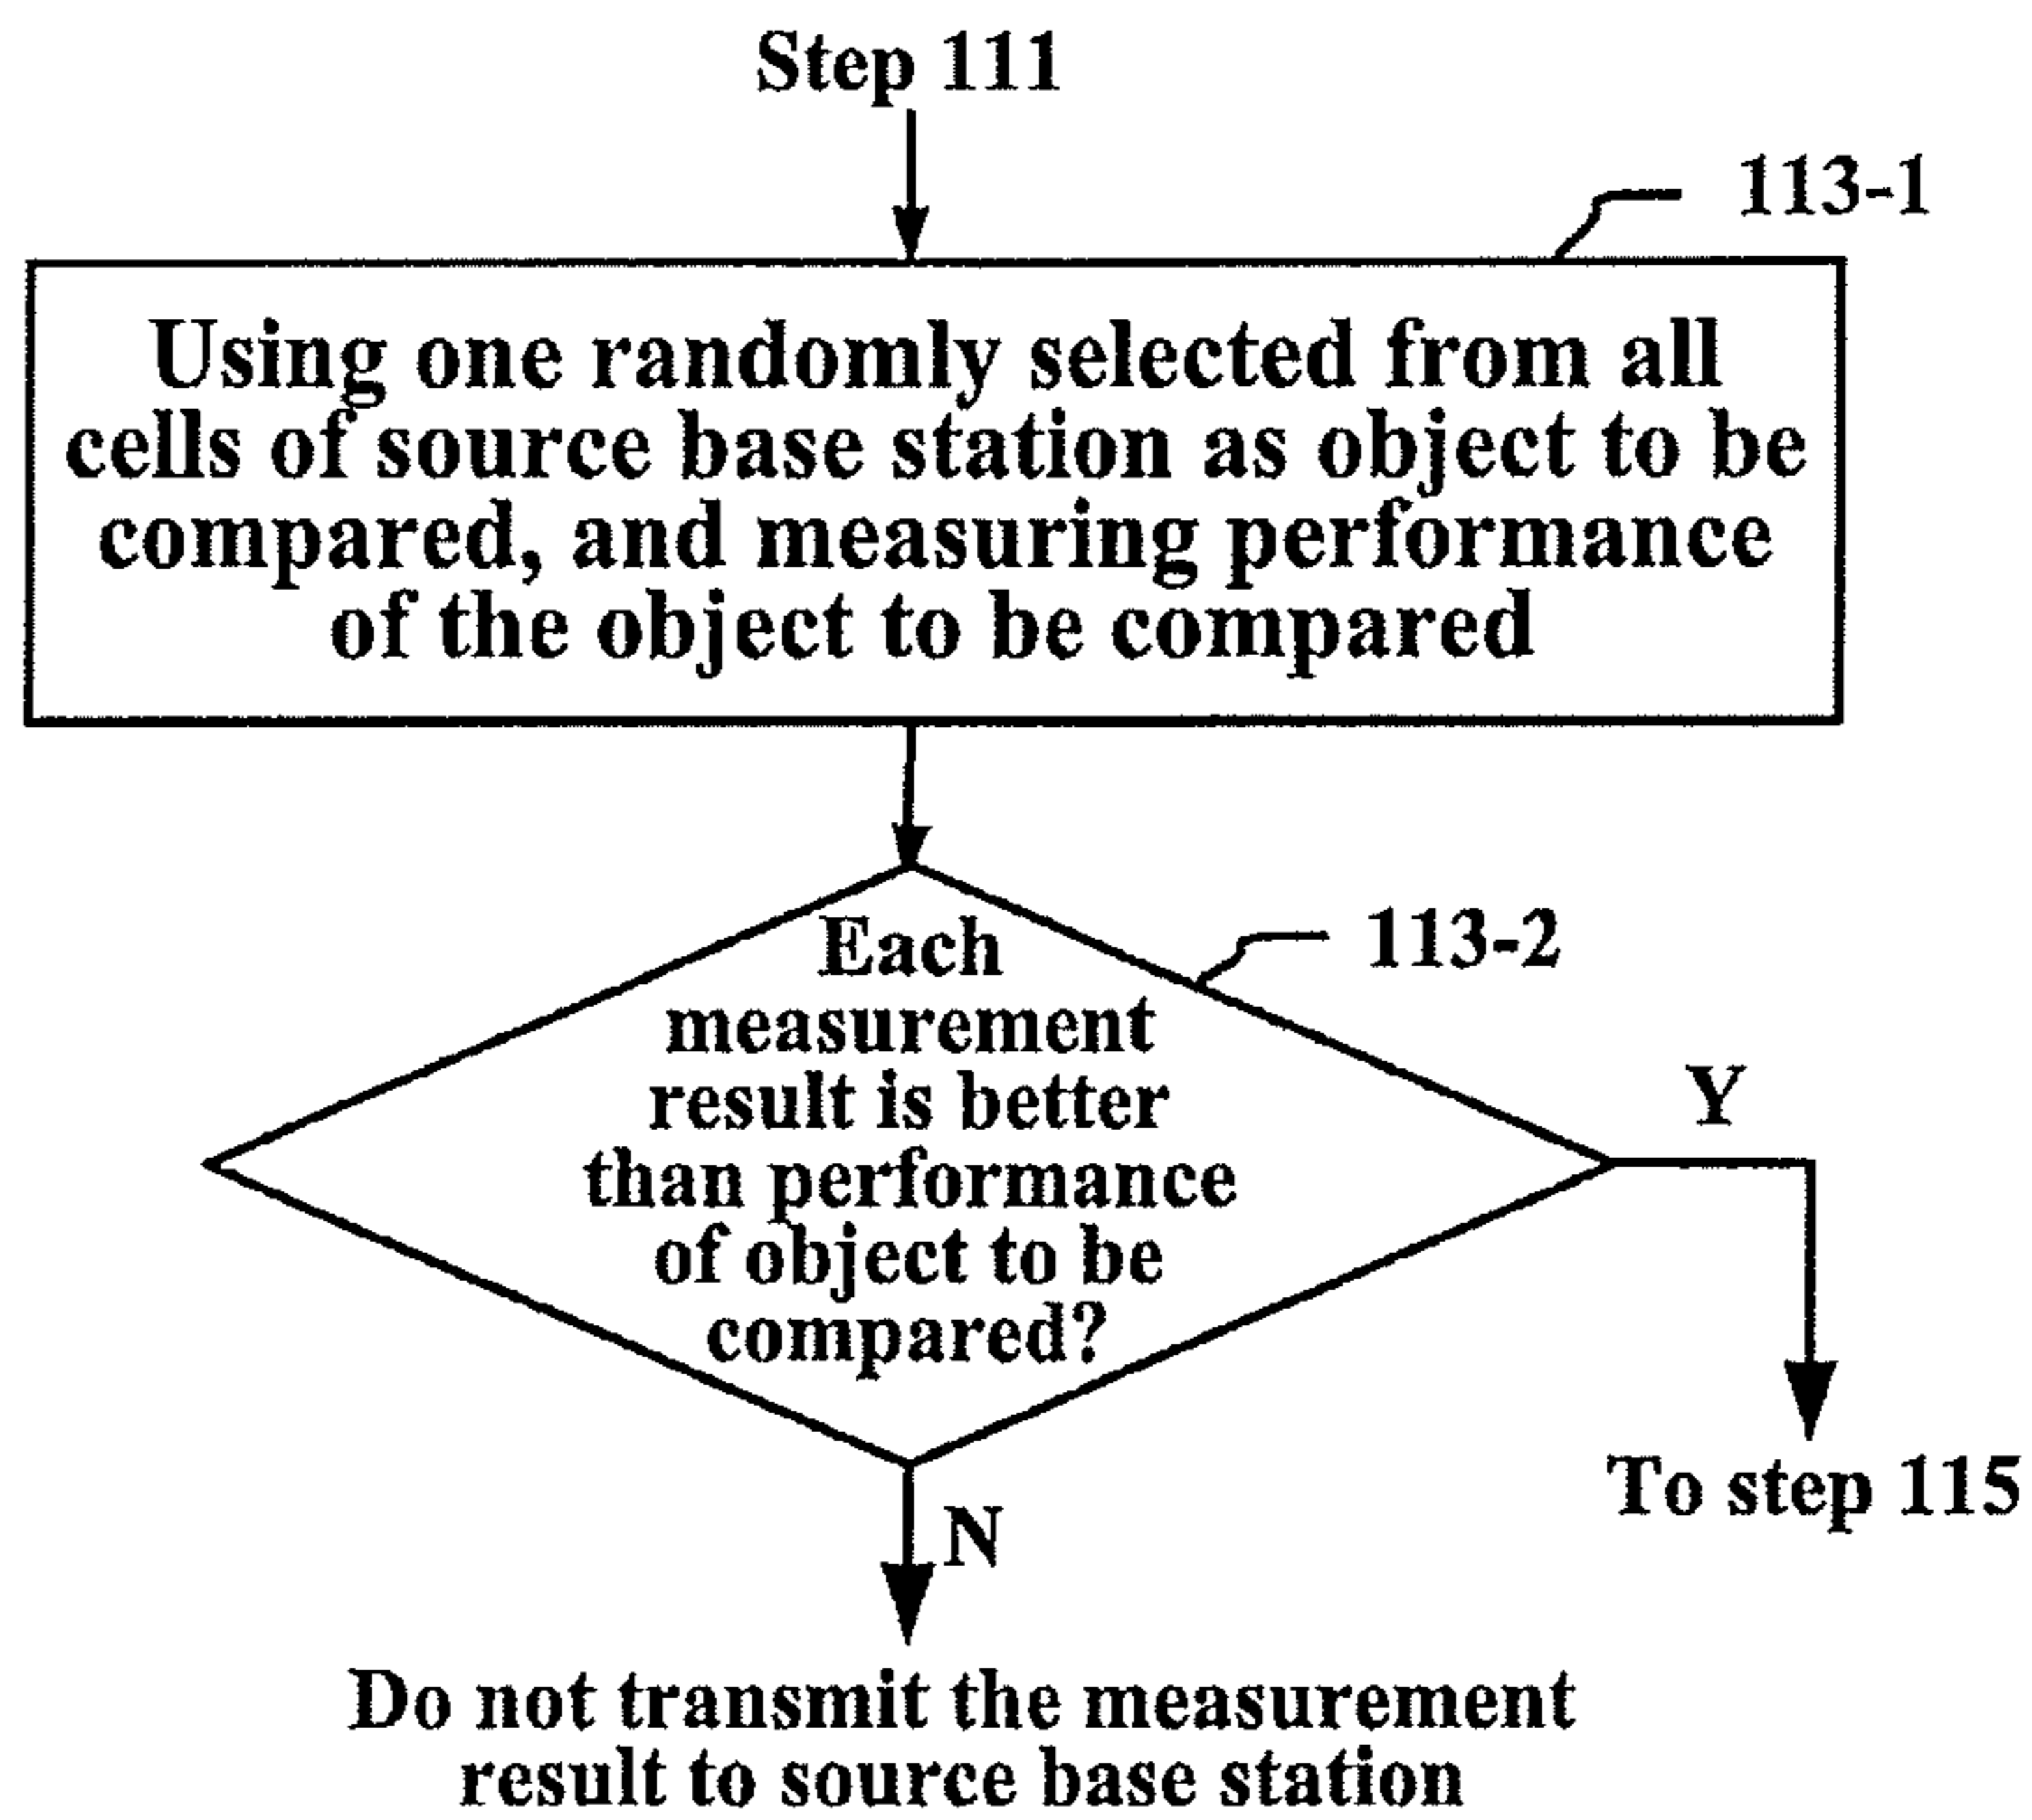 Step 111
113-1
Using one randomly selected from all
cells of source base station as object to be
compared, and measuring performance
of the object to be compared
113-2
Each
measurement
result is better
than performance
of object to be
compared?
Y
To step 115
N
Do not transmit the measurement
result to source base station